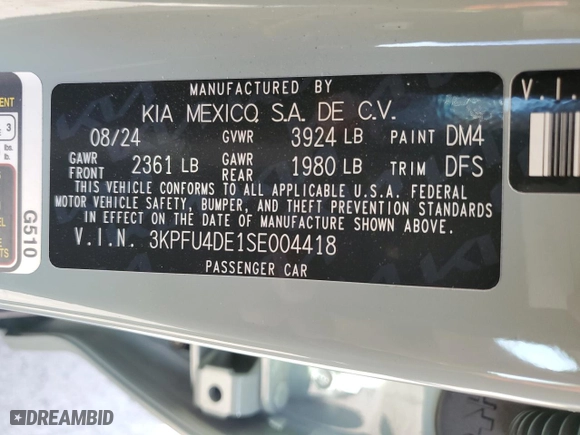 MANUFACTURED BY
KIA MEXICO, S.A. DE C.V.
08/24 GVWR 3924 LB PAINT DM4
GAWR FRONT 2361 LB GAWR REAR 1980 LB TRIM DFS
THIS VEHICLE CONFORMS TO ALL APPLICABLE U.S.A. FEDERAL
MOTOR VEHICLE SAFETY, BUMPER, AND THEFT PREVENTION STANDARDS
IN EFFECT ON THE DATE OF MANUFACTURE SHOWN ABOVE.
V.I.N. 3KPFU4DE1SE004418
PASSENGER CAR
V.I.
3
lbs.
G510
DREAMBID